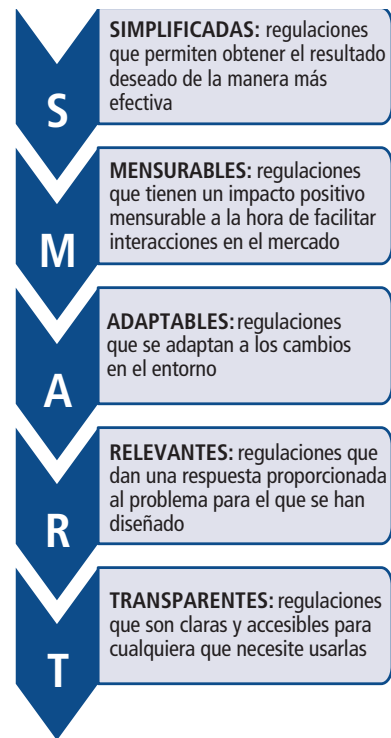 SIMPLIFICADAS: regulaciones
que permiten obtener el resultado
deseado de la manera más
efectiva
S
MENSURABLES: regulaciones
que tienen un impacto positivo
mensurable a la hora de facilitar
interacciones en el mercado
M
ADAPTABLES: regulaciones
que se adaptan a los cambios
en el entorno
A
RELEVANTES: regulaciones que
dan una respuesta proporcionada
al problema para el que se han
diseñado
R
TRANSPARENTES: regulaciones
que son claras y accesibles para
cualquiera que necesite usarlas
T